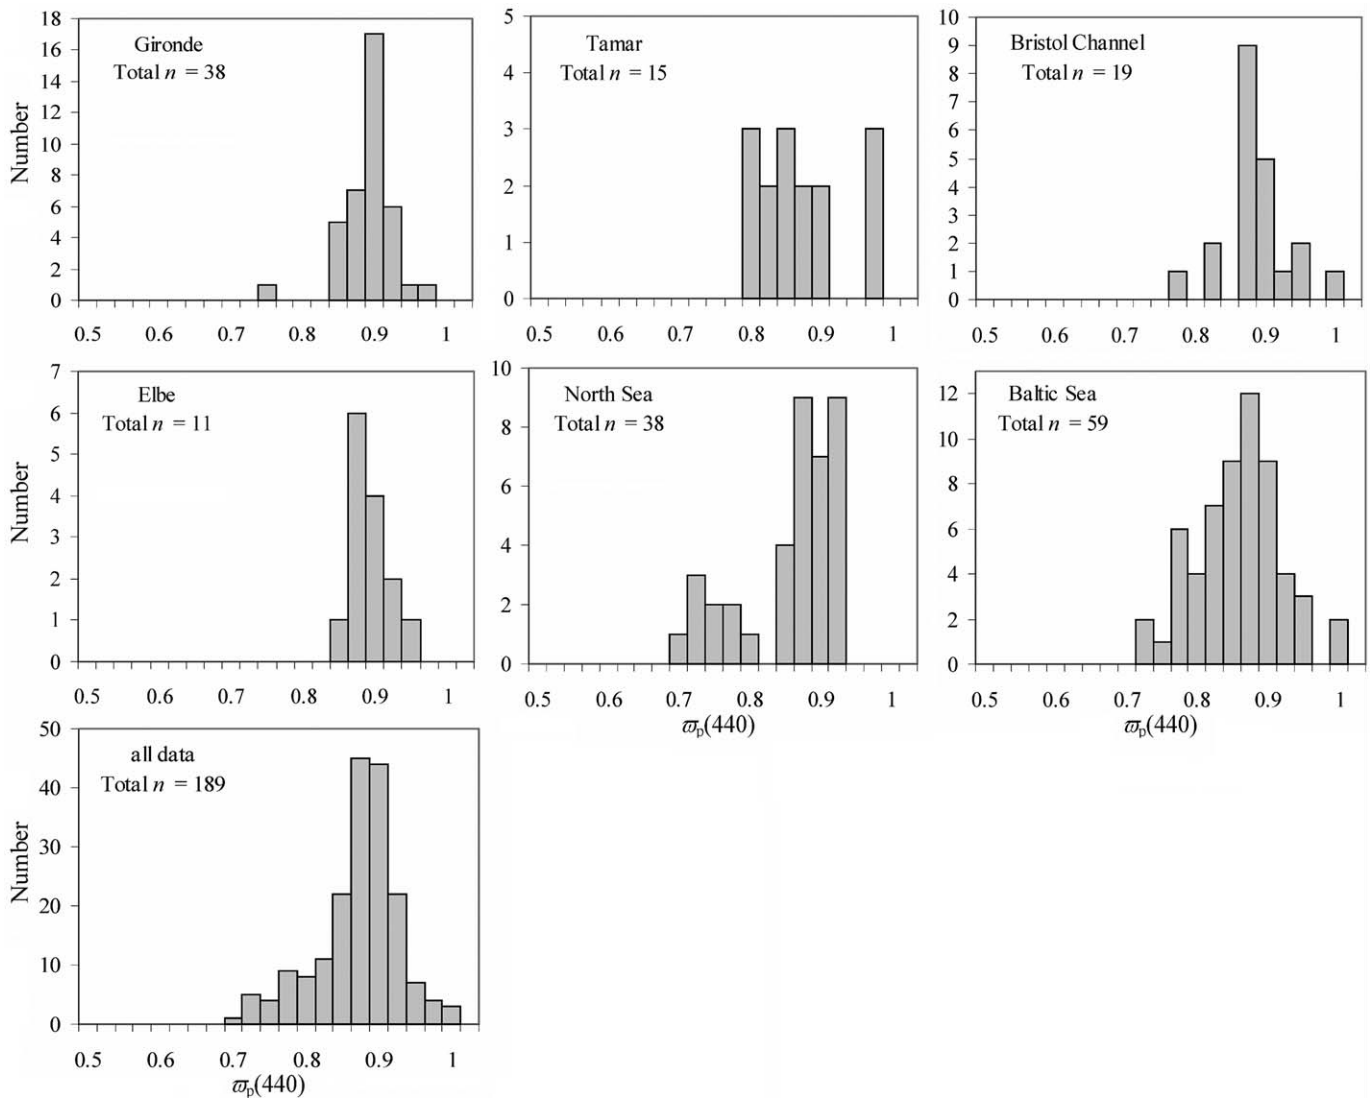 Number
18
16
14
12
10
8
6
4
2
0
Gironde
Total n = 38
0.5 0.6 0.7 0.8 0.9 1
5
4
3
2
1
0
Tamar
Total n = 15
0.5 0.6 0.7 0.8 0.9 1
10
9
8
7
6
5
4
3
2
1
0
Bristol Channel
Total n = 19
0.5 0.6 0.7 0.8 0.9 1
Number
7
6
5
4
3
2
1
0
Elbe
Total n = 11
0.5 0.6 0.7 0.8 0.9 1
10
8
6
4
2
0
North Sea
Total n = 38
0.5 0.6 0.7 0.8 0.9 1
ϖp(440)
12
10
8
6
4
2
0
Baltic Sea
Total n = 59
0.5 0.6 0.7 0.8 0.9 1
ϖp(440)
Number
50
40
30
20
10
0
all data
Total n = 189
0.5 0.6 0.7 0.8 0.9 1
ϖp(440)